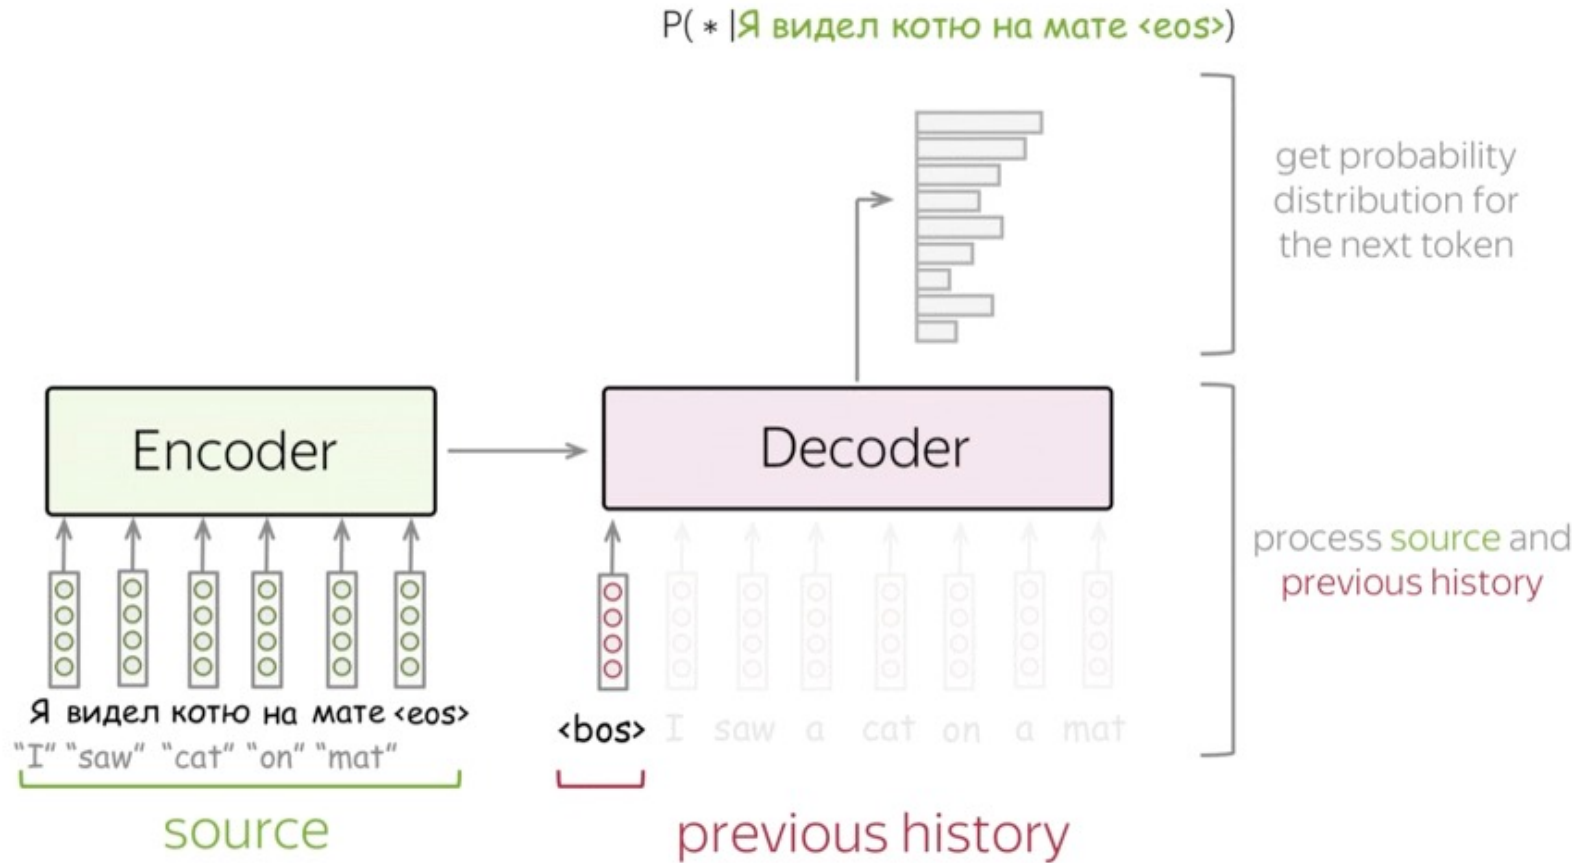 P( * |Я видел котю на мате <eos>)
get probability
distribution for
the next token
Encoder
Decoder
process source and
previous history
Я видел котю на мате <eos>
"I" "saw" "cat" "on" "mat"
<bos> I saw a cat on a mat
source
previous history